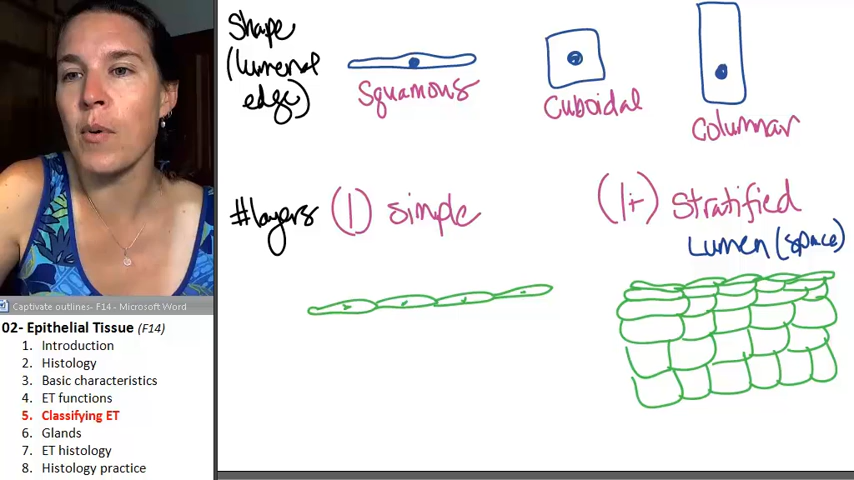 Shape
(lumenal
edge)
Squamous
Cuboidal
Columnar
#layers
(1) simple
(1+) Stratified
Lumen (space)
Captivate outlines- F14 - Microsoft Word
02- Epithelial Tissue (F14)
1. Introduction
2. Histology
3. Basic characteristics
4. ET functions
5. Classifying ET
6. Glands
7. ET histology
8. Histology practice